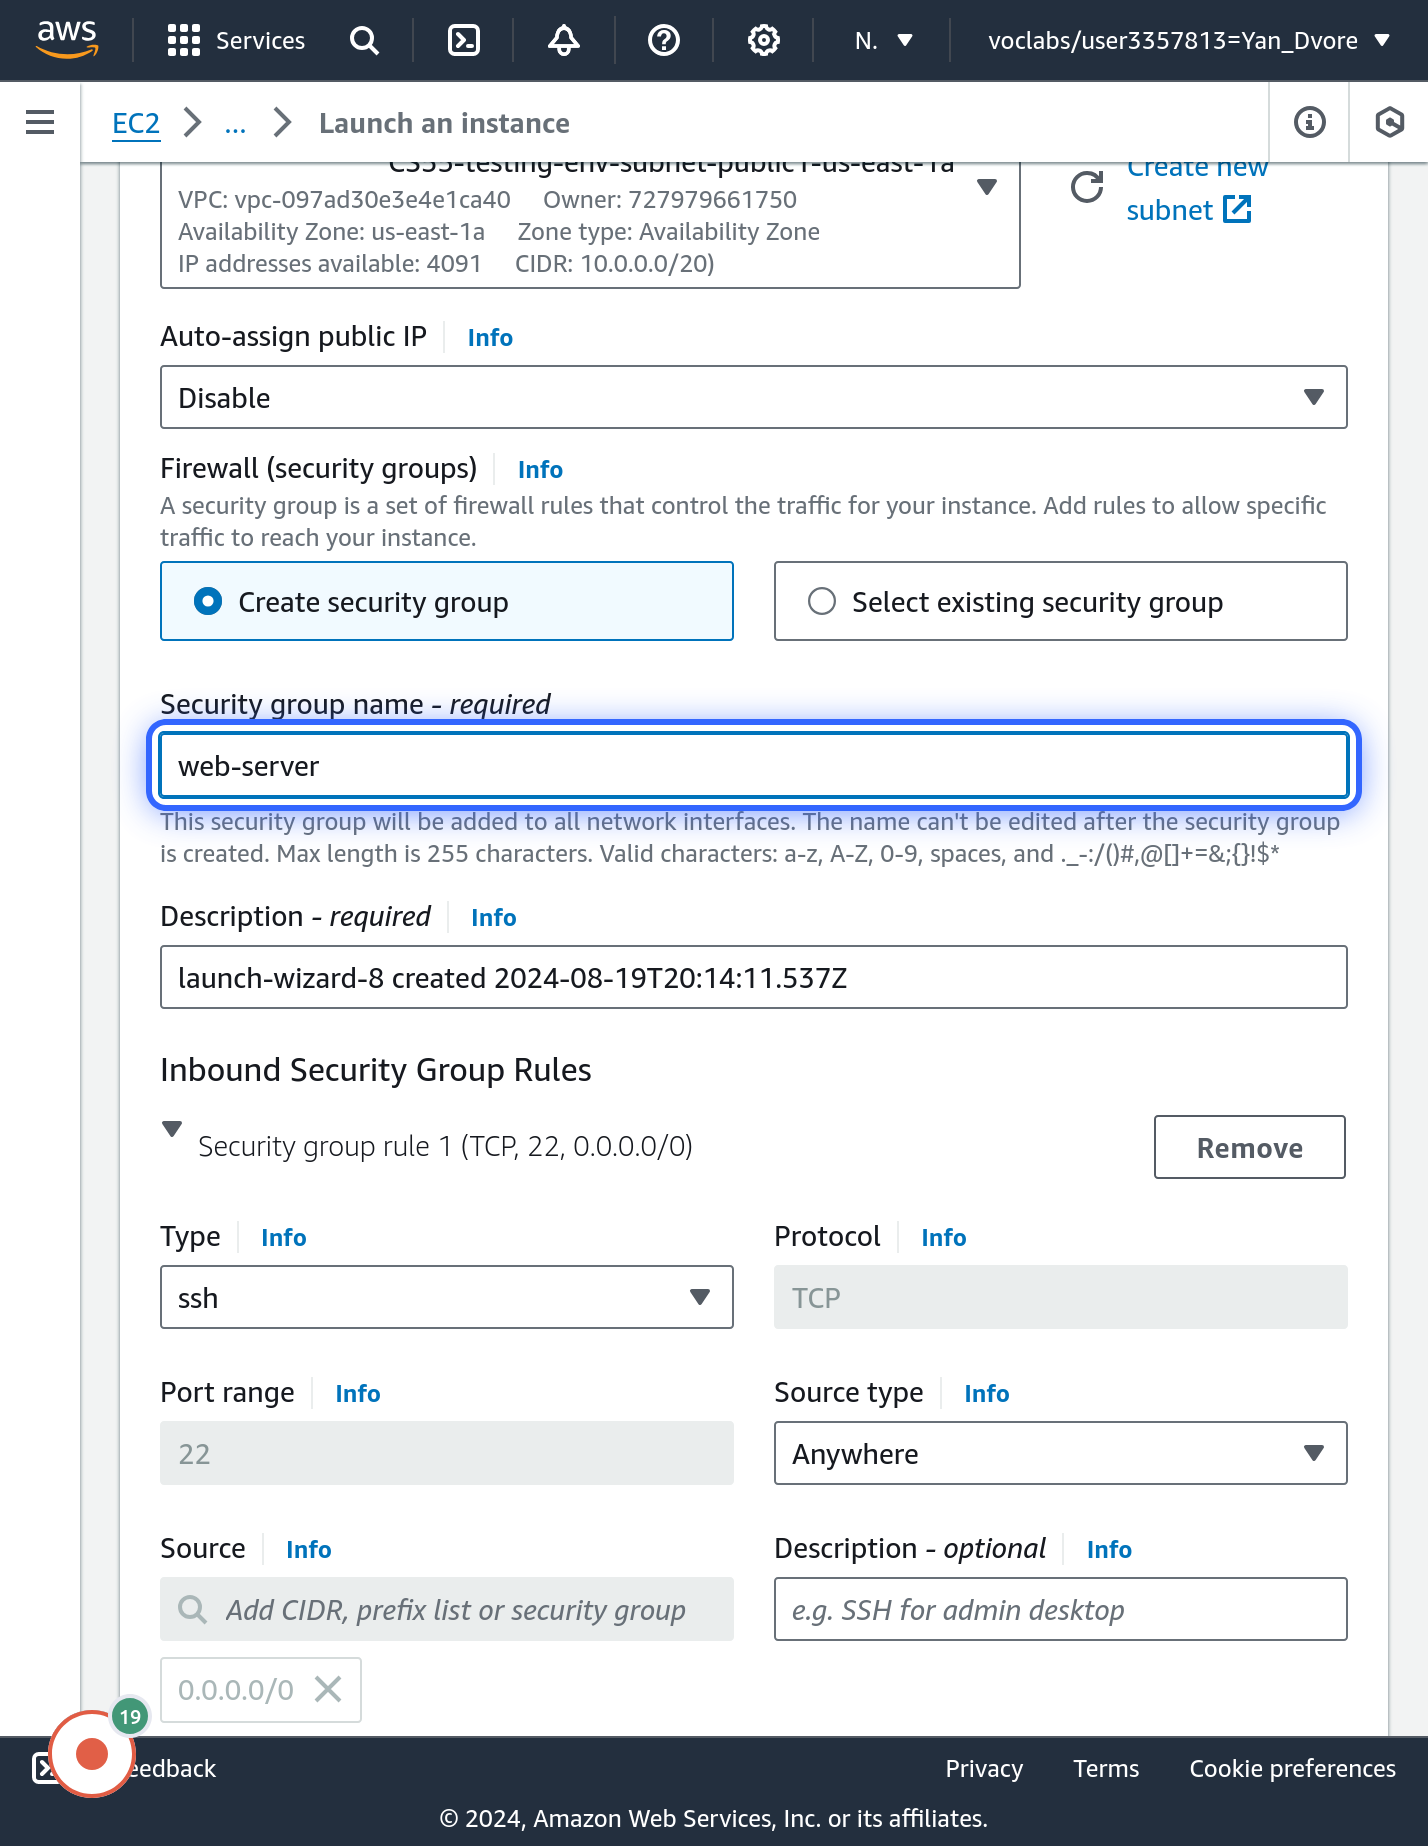 aws Services N. voclabs/user3357813=Yan_Dvore
EC2 ... Launch an instance
CS55-testing-env-subnet-public1-us-east-1a
VPC: vpc-097ad30e3e4e1ca40 Owner: 727979661750
Availability Zone: us-east-1a Zone type: Availability Zone
IP addresses available: 4091 CIDR: 10.0.0.0/20)
Create new
subnet
Auto-assign public IP Info
Disable
Firewall (security groups) Info
A security group is a set of firewall rules that control the traffic for your instance. Add rules to allow specific
traffic to reach your instance.
Create security group
Select existing security group
Security group name - required
web-server
This security group will be added to all network interfaces. The name can't be edited after the security group
is created. Max length is 255 characters. Valid characters: a-z, A-Z, 0-9, spaces, and ._-:/()#,@[]+=&;{}!$*
Description - required Info
launch-wizard-8 created 2024-08-19T20:14:11.537Z
Inbound Security Group Rules
Security group rule 1 (TCP, 22, 0.0.0.0/0)
Remove
Type Info
ssh
Protocol Info
TCP
Port range Info
22
Source type Info
Anywhere
Source Info
Add CIDR, prefix list or security group
0.0.0.0/0
Description - optional Info
e.g. SSH for admin desktop
19
eedback Privacy Terms Cookie preferences
© 2024, Amazon Web Services, Inc. or its affiliates.